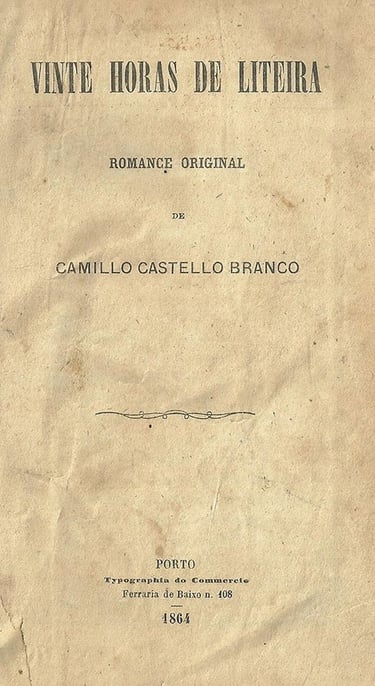 VINTE HORAS DE LITEIRA
ROMANCE ORIGINAL
DE
CAMILLO CASTELLO BRANCO
PORTO
Typographia do Commercio
Ferraria de Baixo n. 108
1864